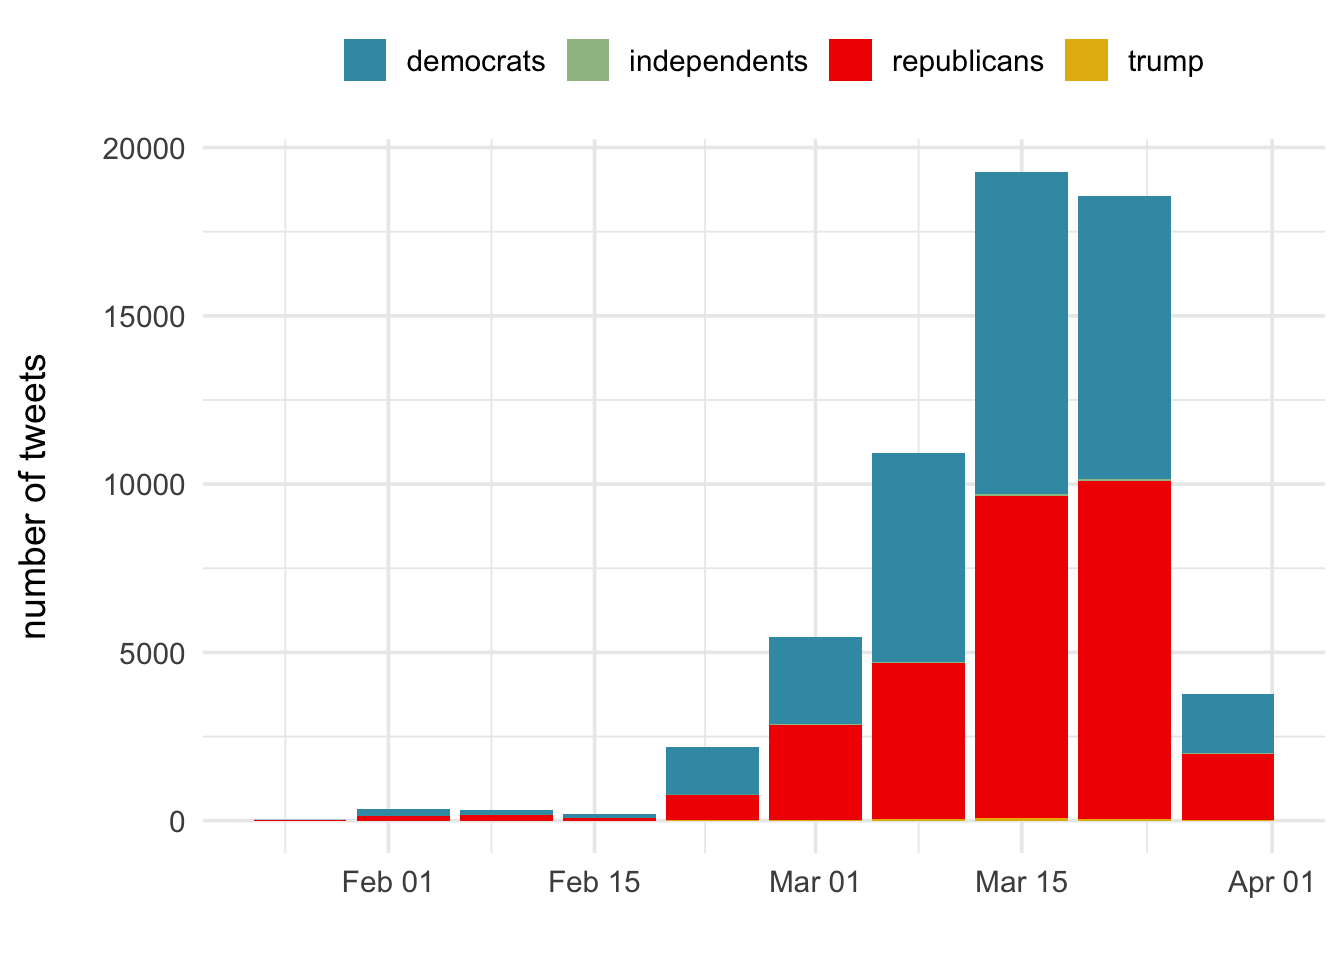 democrats independents republicans trump
number of tweets
20000
15000
10000
5000
0
Feb 01 Feb 15 Mar 01 Mar 15 Apr 01